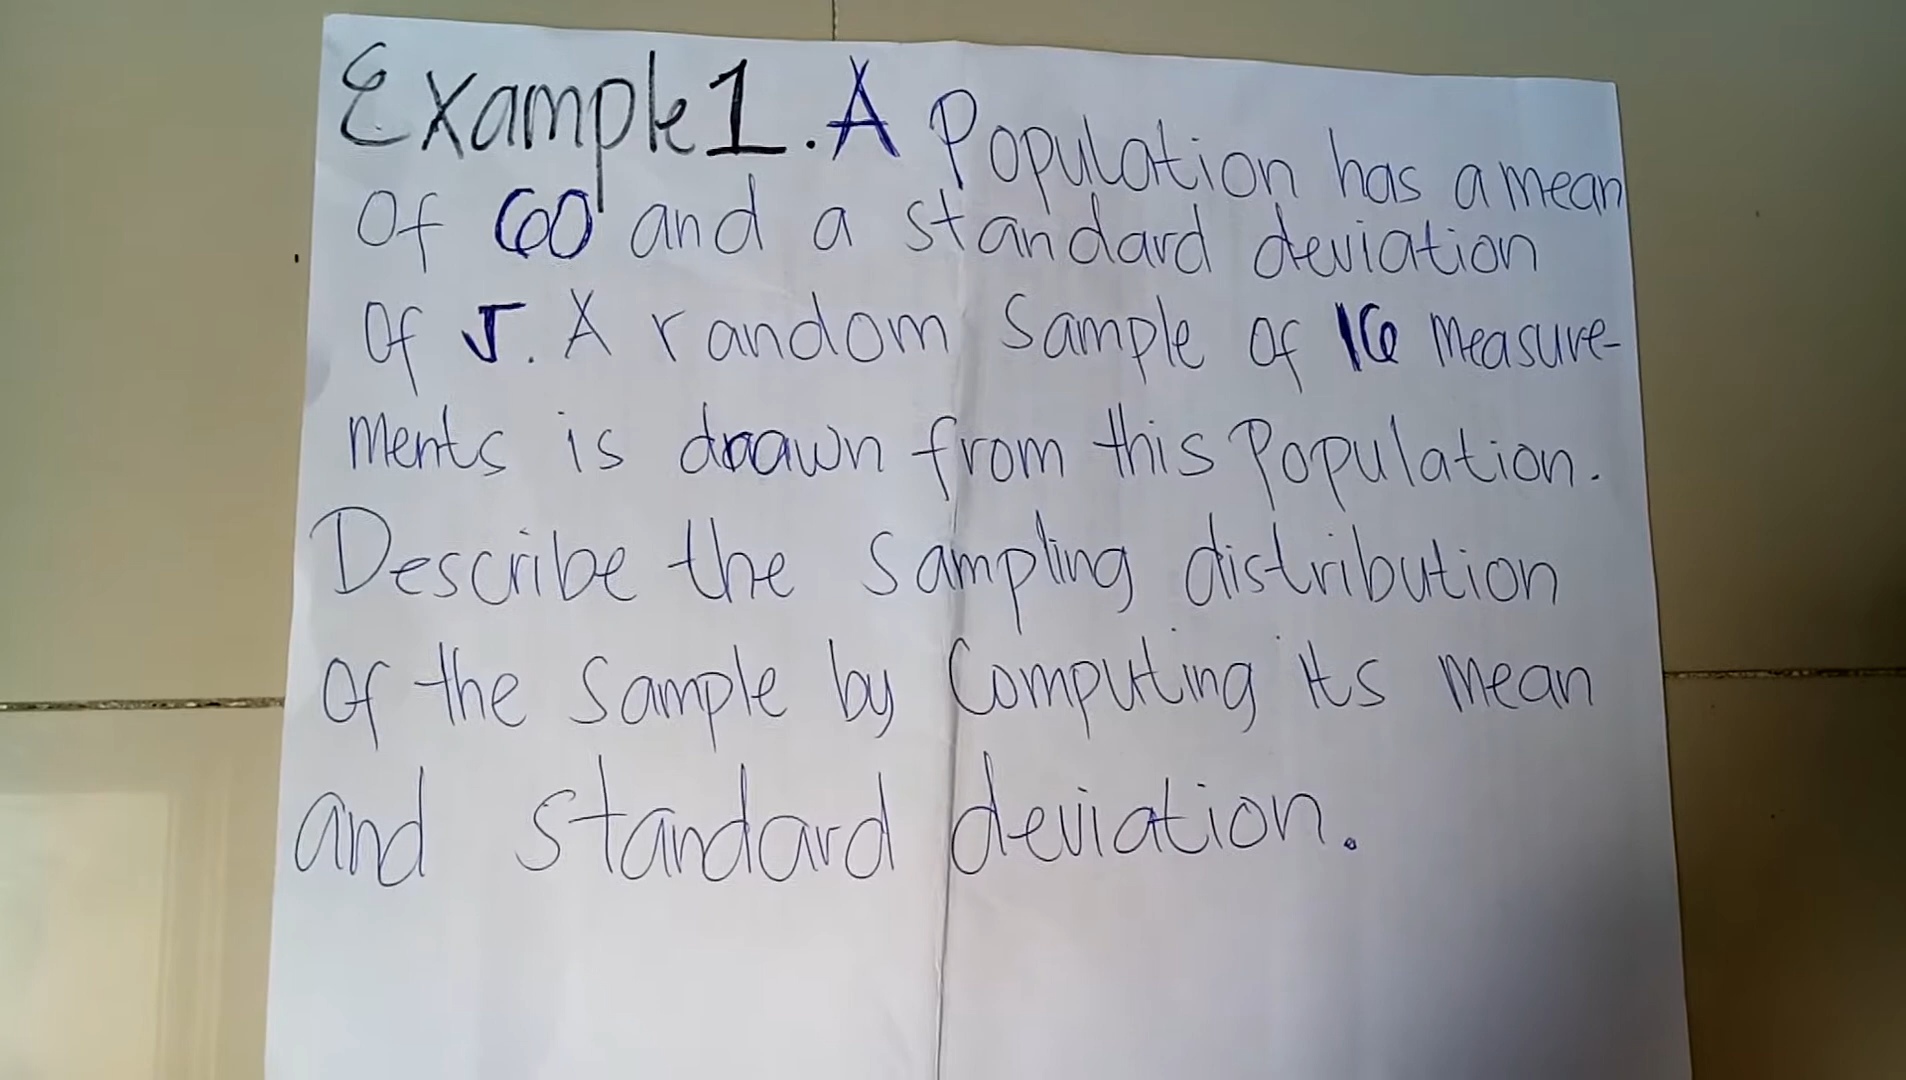 Example 1. A Population has a mean
of 60 and a standard deviation
of 5. A random sample of 16 measure-
ments is drawn from this Population.
Describe the sampling distribution
of the sample by Computing its mean
and standard deviation.